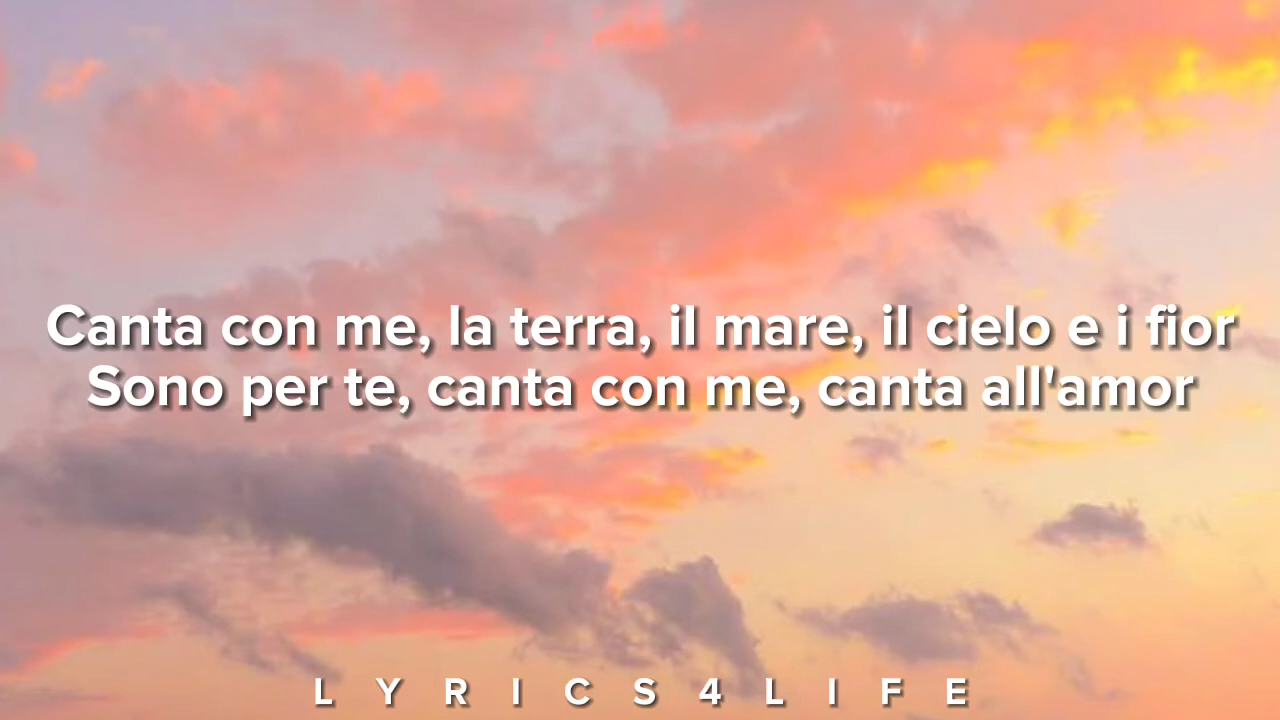 Canta con me, la terra, il mare, il cielo e i fior
Sono per te, canta con me, canta all'amor
LYRICS4LIFE